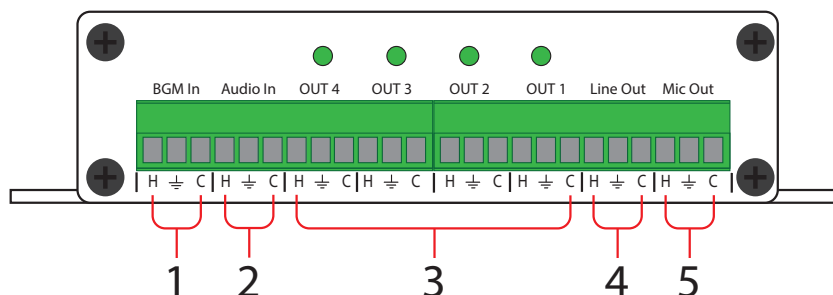 BGM In Audio In OUT 4 OUT 3 OUT 2 OUT 1 Line Out Mic Out
H ⏚ C H ⏚ C H ⏚ C H ⏚ C H ⏚ C H ⏚ C H ⏚ C H ⏚ C
1 2 3 4 5